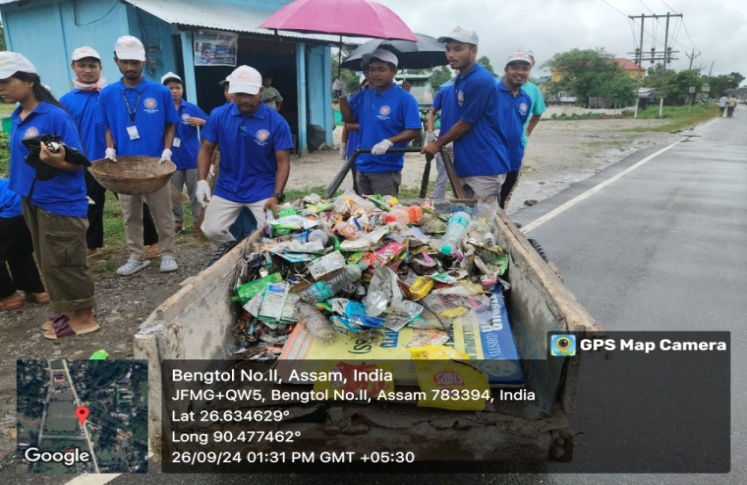 GPS Map Camera
Bengtol No.II, Assam, India
JFMG+QW5, Bengtol No.II, Assam 783394, India
Lat 26.634629°
Long 90.477462°
26/09/24 01:31 PM GMT +05:30
Google